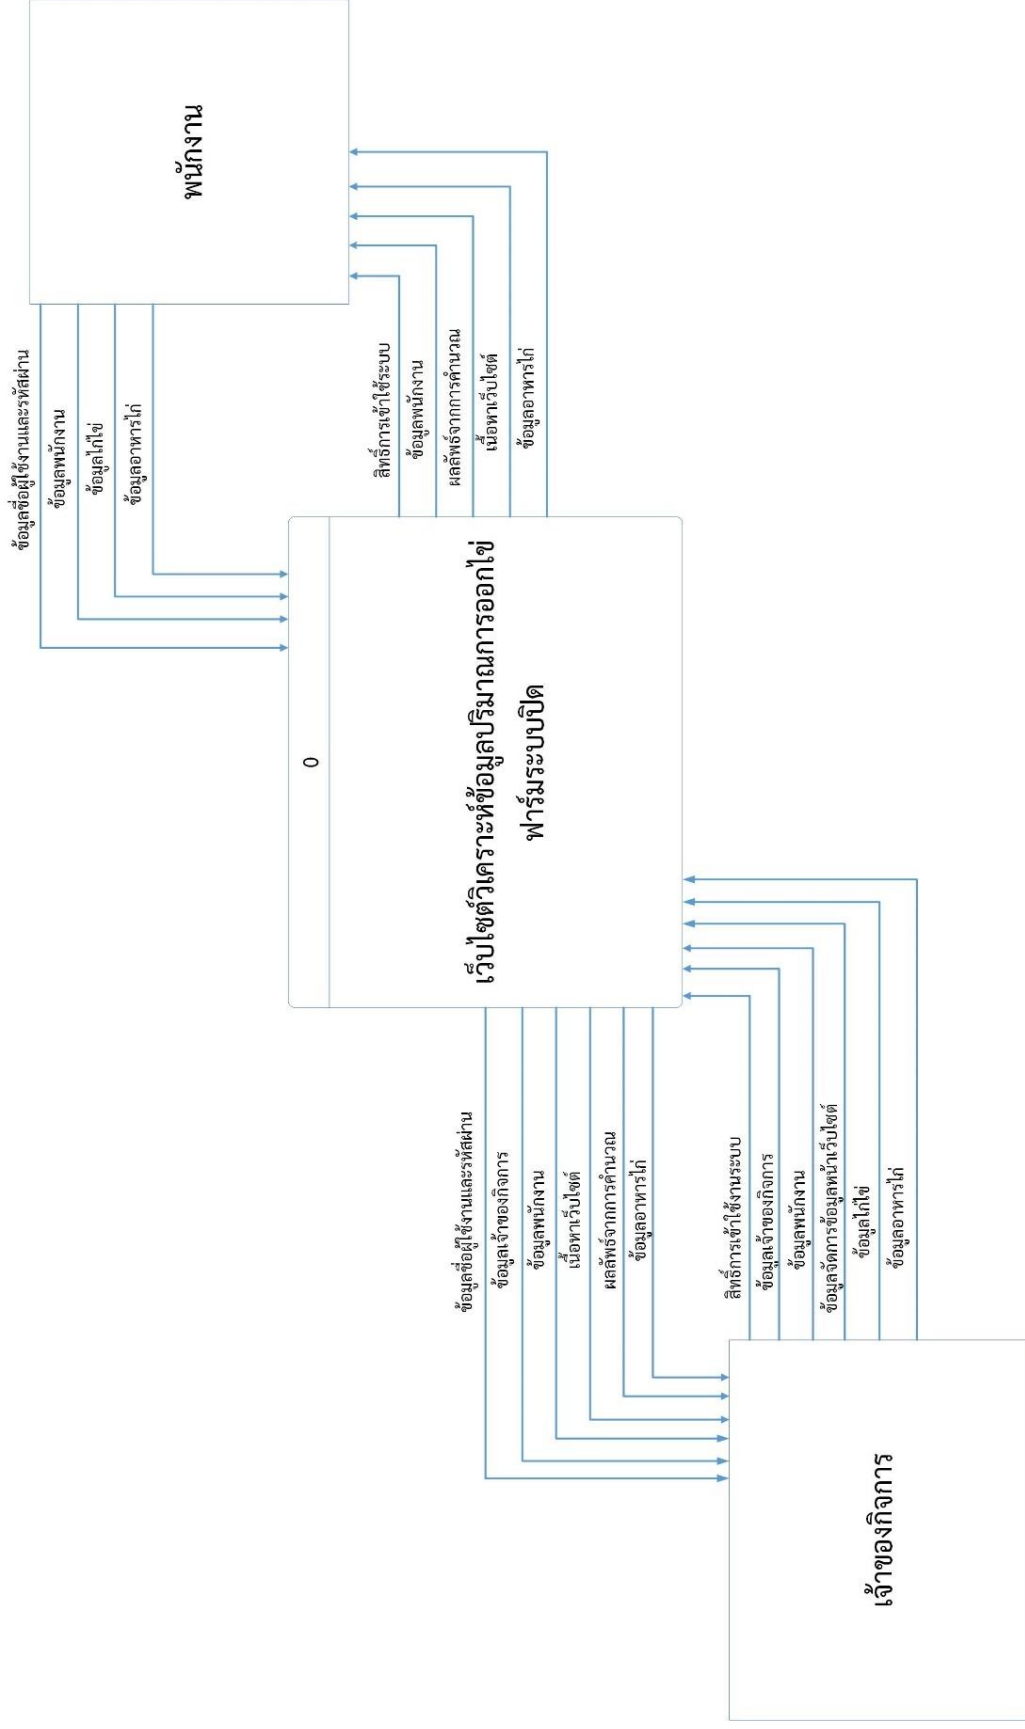 ข้อมูลชื่อผู้ใช้งานและรหัสผ่าน
ข้อมูลพนักงาน
ข้อมูลไก่ไข่
ข้อมูลอาหารไก่
พนักงาน
สิทธิ์การเข้าใช้ระบบ
ข้อมูลพนักงาน
ผลลัพธ์จากการคำนวณ
เนื้อหาเว็บไซต์
ข้อมูลอาหารไก่
0
เว็บไซต์วิเคราะห์ข้อมูลปริมาณการออกไข่
ฟาร์มระบบปิด
ข้อมูลชื่อผู้ใช้งานและรหัสผ่าน
ข้อมูลเจ้าของกิจการ
ข้อมูลพนักงาน
เนื้อหาเว็บไซต์
ผลลัพธ์จากการคำนวณ
ข้อมูลอาหารไก่
สิทธิ์การเข้าใช้งานระบบ
ข้อมูลเจ้าของกิจการ
ข้อมูลพนักงาน
ข้อมูลจัดการข้อมูลหน้าเว็บไซต์
ข้อมูลไก่ไข่
ข้อมูลอาหารไก่
เจ้าของกิจการ